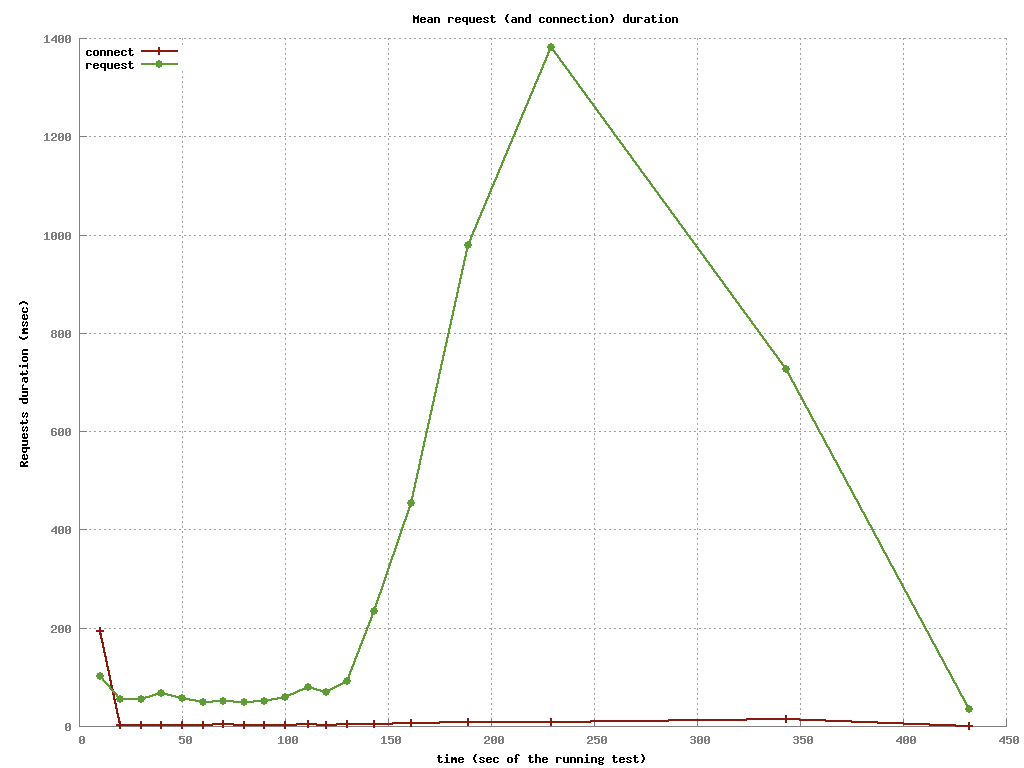 Mean request (and connection) duration
connect
request
1400
1200
1000
800
600
400
200
0
Requests duration (msec)
0 50 100 150 200 250 300 350 400 450
time (sec of the running test)